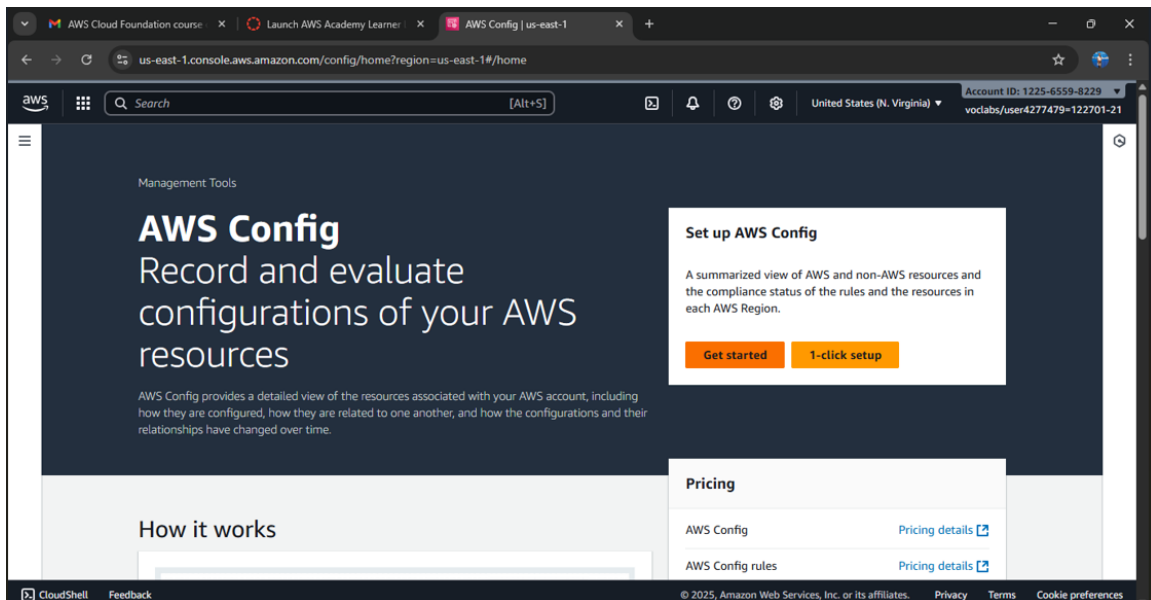 AWS Cloud Foundation course
Launch AWS Academy Learner
AWS Config | us-east-1
us-east-1.console.aws.amazon.com/config/home?region=us-east-1#/home
aws
Search
[Alt+S]
United States (N. Virginia)
Account ID: 1225-6559-8229
voclabs/user4277479=122701-21
Management Tools
AWS Config
Record and evaluate
configurations of your AWS
resources
AWS Config provides a detailed view of the resources associated with your AWS account, including
how they are configured, how they are related to one another, and how the configurations and their
relationships have changed over time.
Set up AWS Config
A summarized view of AWS and non-AWS resources and
the compliance status of the rules and the resources in
each AWS Region.
Get started
1-click setup
Pricing
AWS Config
Pricing details
AWS Config rules
Pricing details
How it works
CloudShell
Feedback
© 2025, Amazon Web Services, Inc. or its affiliates.
Privacy
Terms
Cookie preferences